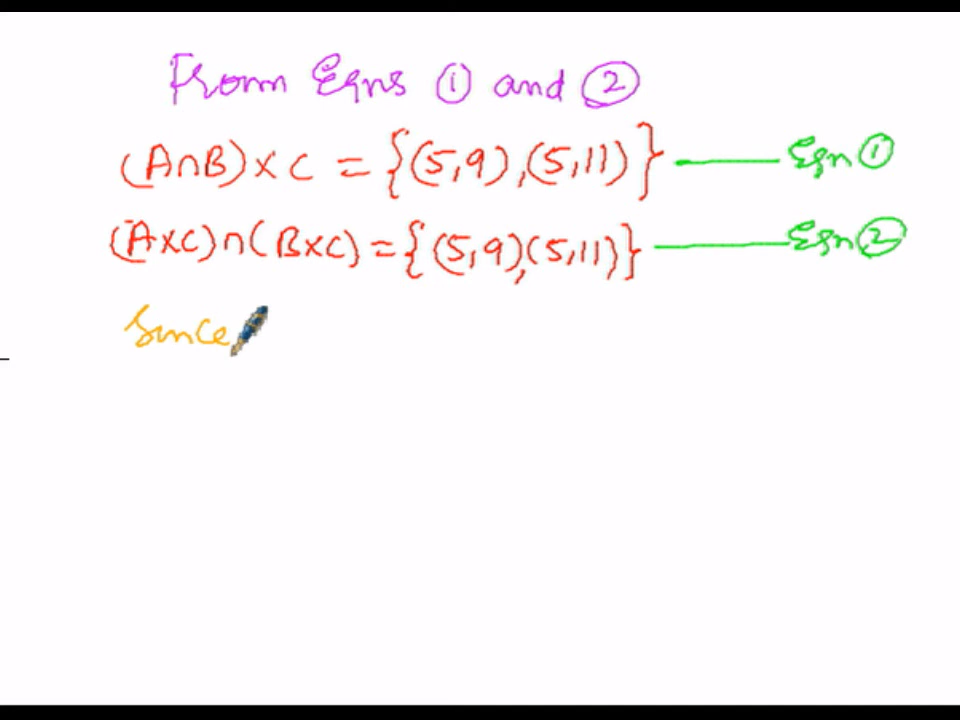 From Eqns ① and ②
(A∩B)×C = {(5,9),(5,11)} —— Eqn ①
(A×C)∩(B×C) = {(5,9),(5,11)} —— Eqn ②
Since